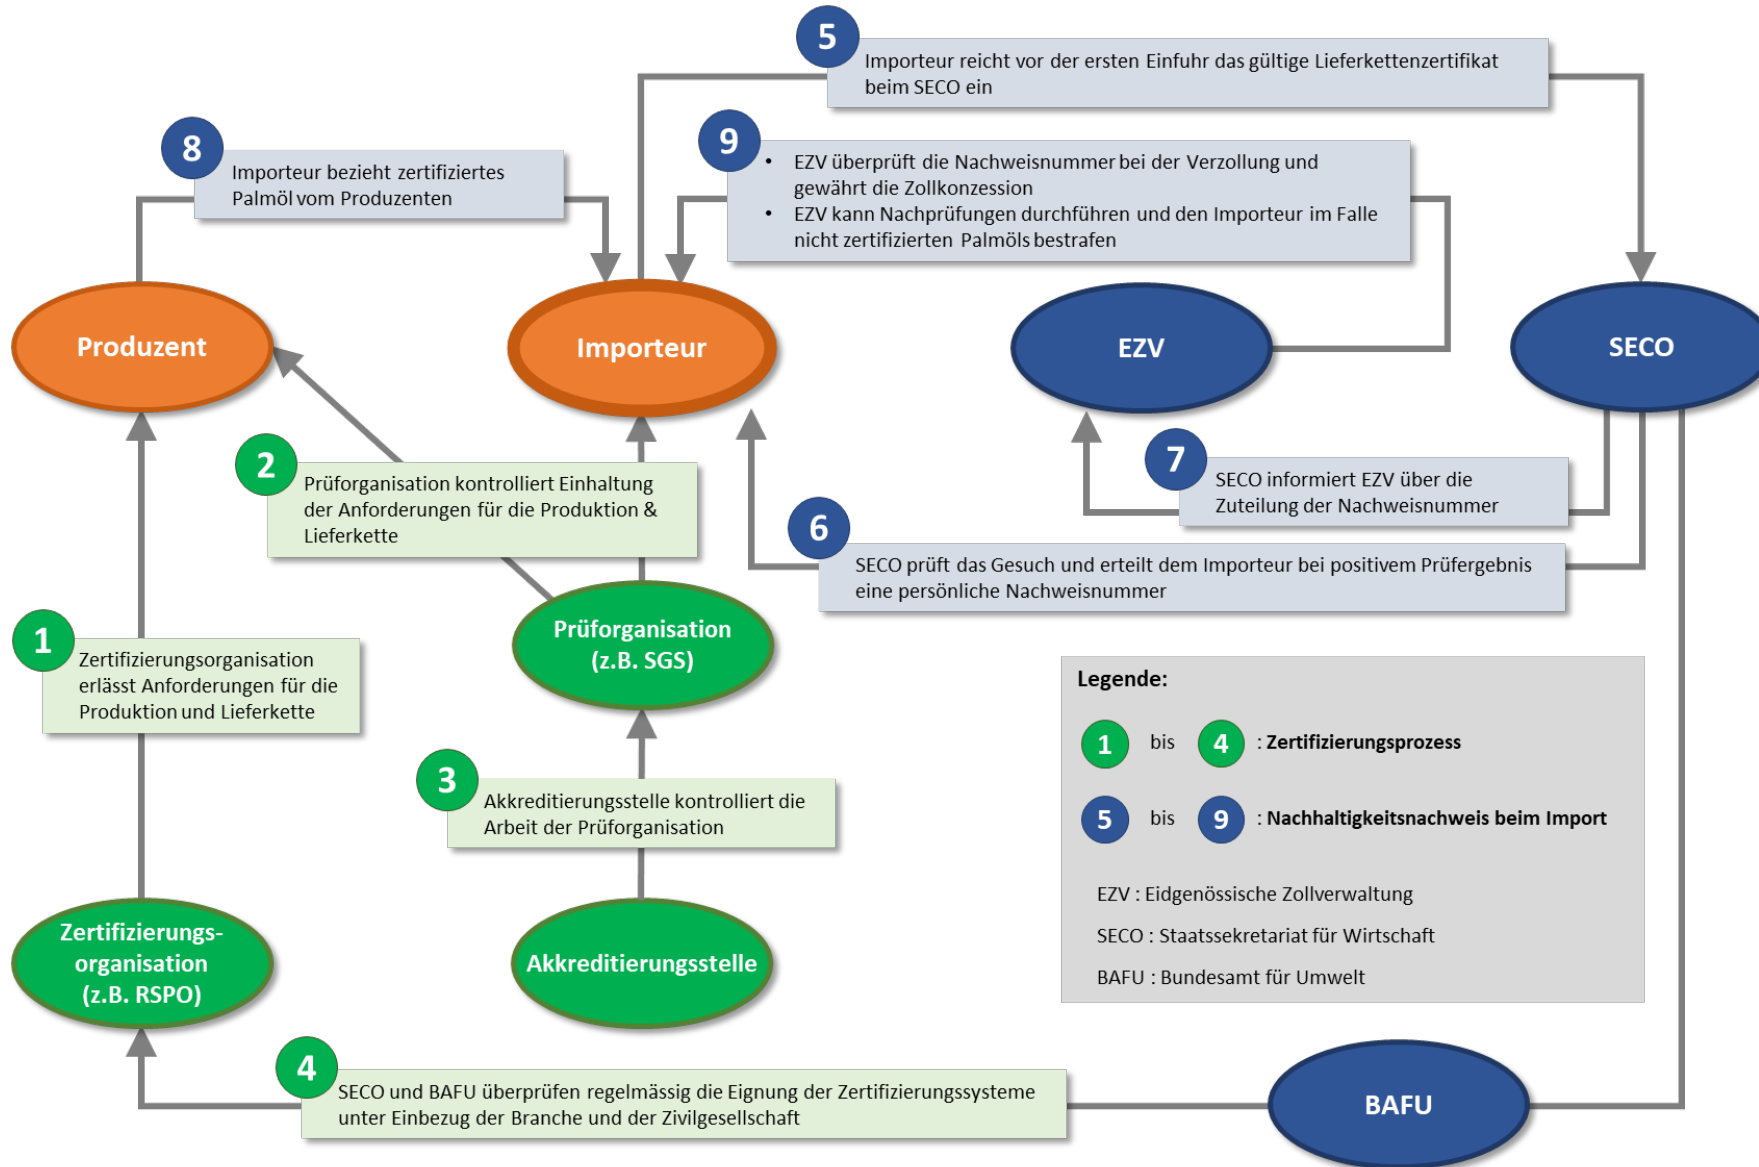 5
Importeur reicht vor der ersten Einfuhr das gültige Lieferkettenzertifikat
beim SECO ein
8
Importeur bezieht zertifiziertes
Palmöl vom Produzenten
9
• EZV überprüft die Nachweisnummer bei der Verzollung und
gewährt die Zollkonzession
• EZV kann Nachprüfungen durchführen und den Importeur im Falle
nicht zertifizierten Palmöls bestrafen
Produzent
Importeur
EZV
SECO
2
Prüforganisation kontrolliert Einhaltung
der Anforderungen für die Produktion &
Lieferkette
7
SECO informiert EZV über die
Zuteilung der Nachweisnummer
6
SECO prüft das Gesuch und erteilt dem Importeur bei positivem Prüfergebnis
eine persönliche Nachweisnummer
1
Zertifizierungsorganisation
erlässt Anforderungen für die
Produktion und Lieferkette
Prüforganisation
(z.B. SGS)
3
Akkreditierungsstelle kontrolliert die
Arbeit der Prüforganisation
Legende:
1 bis 4 : Zertifizierungsprozess
5 bis 9 : Nachhaltigkeitsnachweis beim Import
EZV : Eidgenössische Zollverwaltung
SECO : Staatssekretariat für Wirtschaft
BAFU : Bundesamt für Umwelt
Zertifizierungs-
organisation
(z.B. RSPO)
Akkreditierungsstelle
4
SECO und BAFU überprüfen regelmässig die Eignung der Zertifizierungssysteme
unter Einbezug der Branche und der Zivilgesellschaft
BAFU